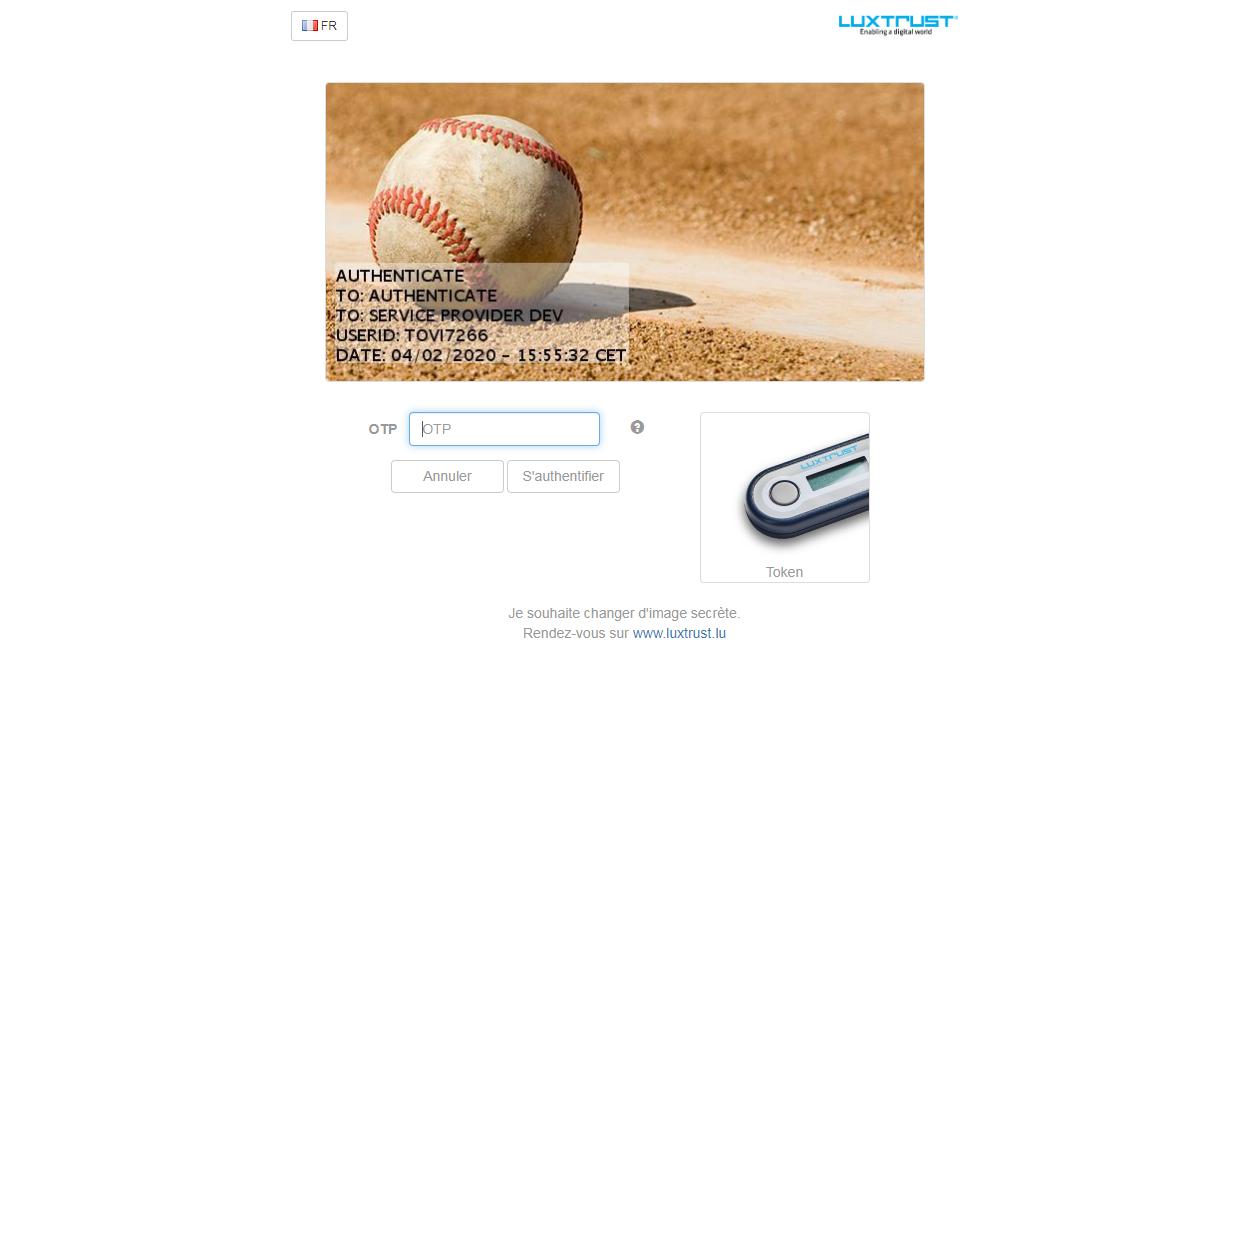 FR
LUXTRUST
Enabling a digital world
AUTHENTICATE
TO: AUTHENTICATE
TO: SERVICE PROVIDER DEV
USERID: TOVI7266
DATE: 04/02/2020 - 15:55:32 CET
OTP
OTP
?
LUXTRUST
Annuler
S'authentifier
Token
Je souhaite changer d'image secrète.
Rendez-vous sur www.luxtrust.lu